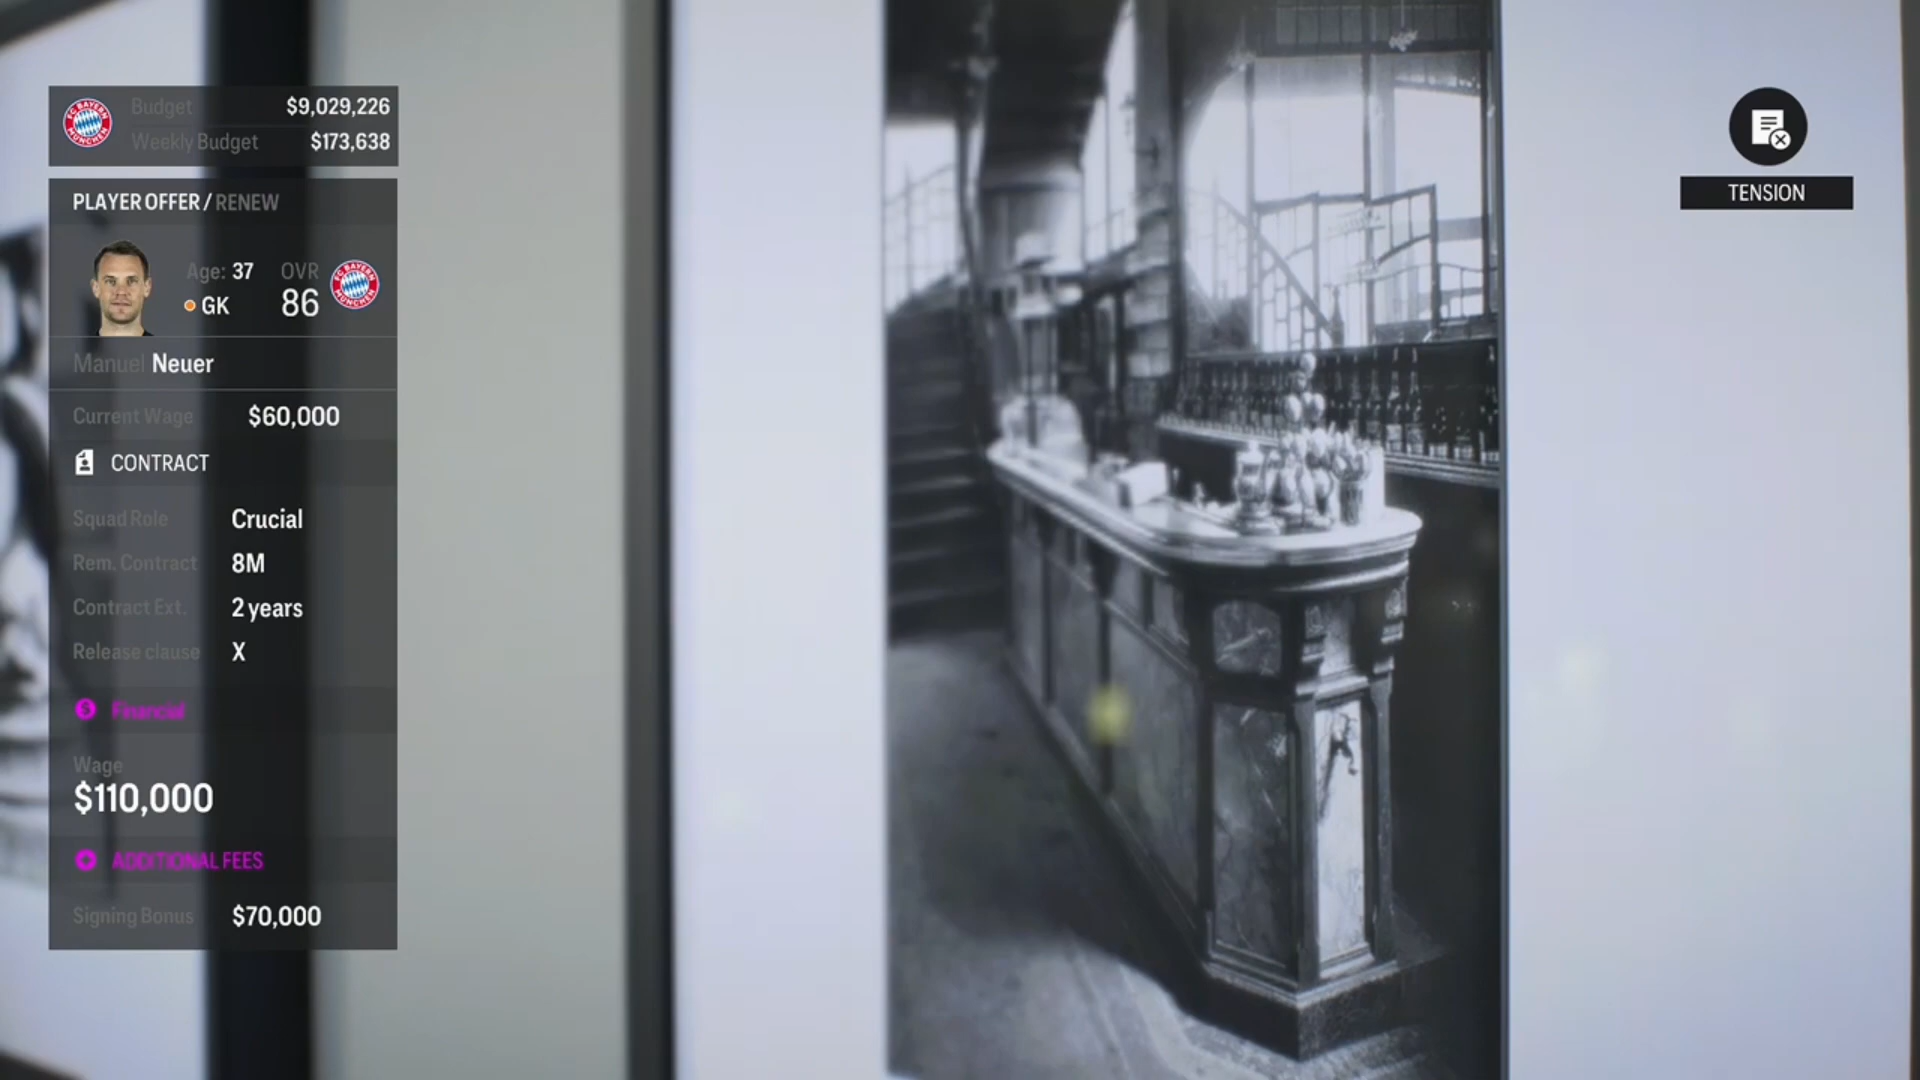 Budget $9,029,226
Weekly Budget $173,638
PLAYER OFFER / RENEW
Age: 37 OVR
GK 86
Manuel Neuer
Current Wage $60,000
CONTRACT
Squad Role Crucial
Rem. Contract 8M
Contract Ext. 2 years
Release clause X
Financial
Wage
$110,000
ADDITIONAL FEES
Signing Bonus $70,000
TENSION